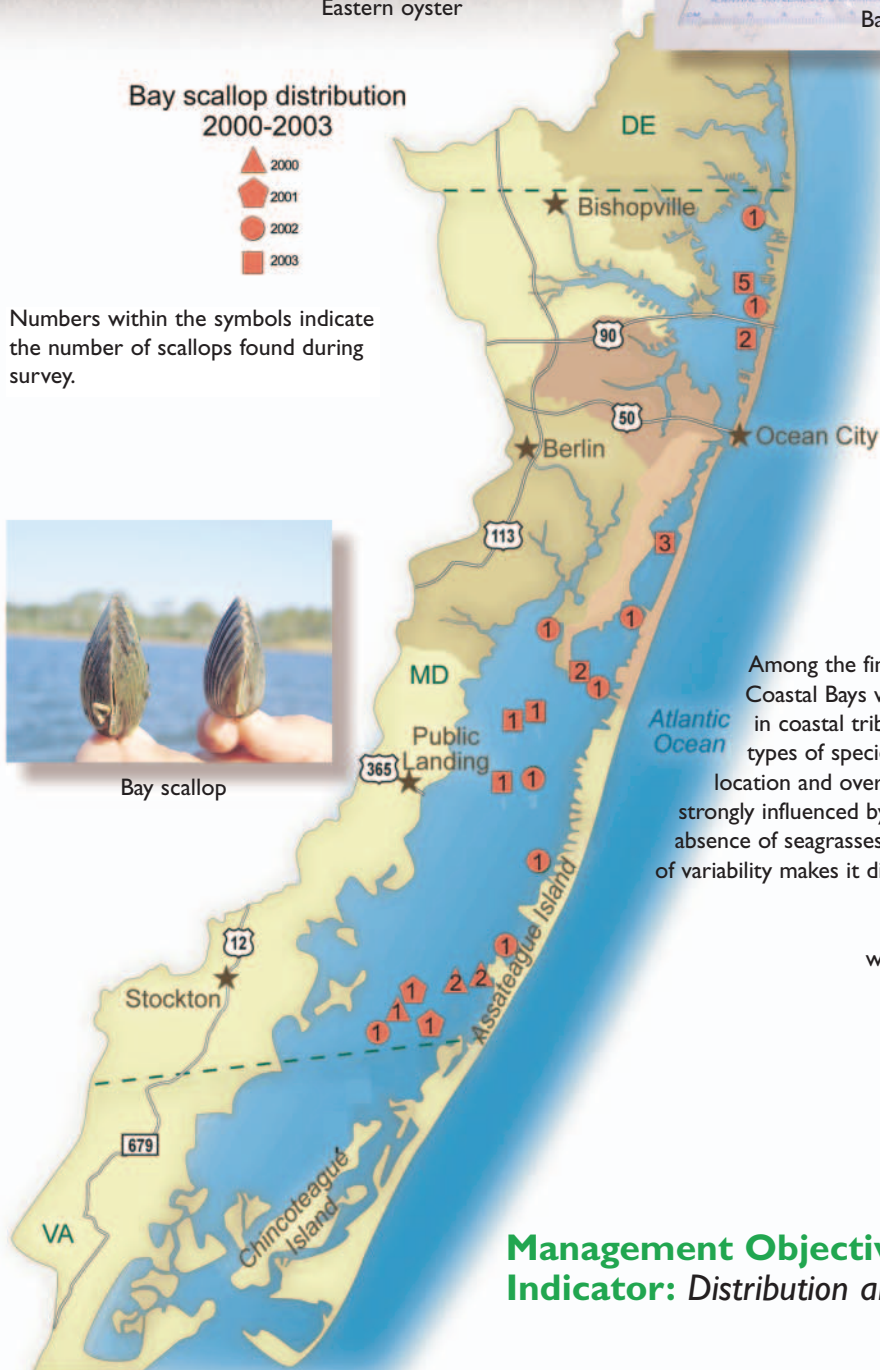 Eastern oyster
Ba
Bay scallop distribution
2000-2003
2000
2001
2002
2003
Numbers within the symbols indicate
the number of scallops found during
survey.
DE
Bishopville
1
5
1
90
2
50
Ocean City
Berlin
113
3
1
1
2
1
MD
1
1
Public
Landing
365
1
1
Atlantic
Ocean
Bay scallop
Among the fin
Coastal Bays v
in coastal trib
types of specie
location and over
strongly influenced by
absence of seagrasses
of variability makes it di
w
1
Assateague Island
1
12
Stockton
2
2
1
1
1
1
679
VA
Chincoteague
Island
Management Objectiv
Indicator: Distribution a